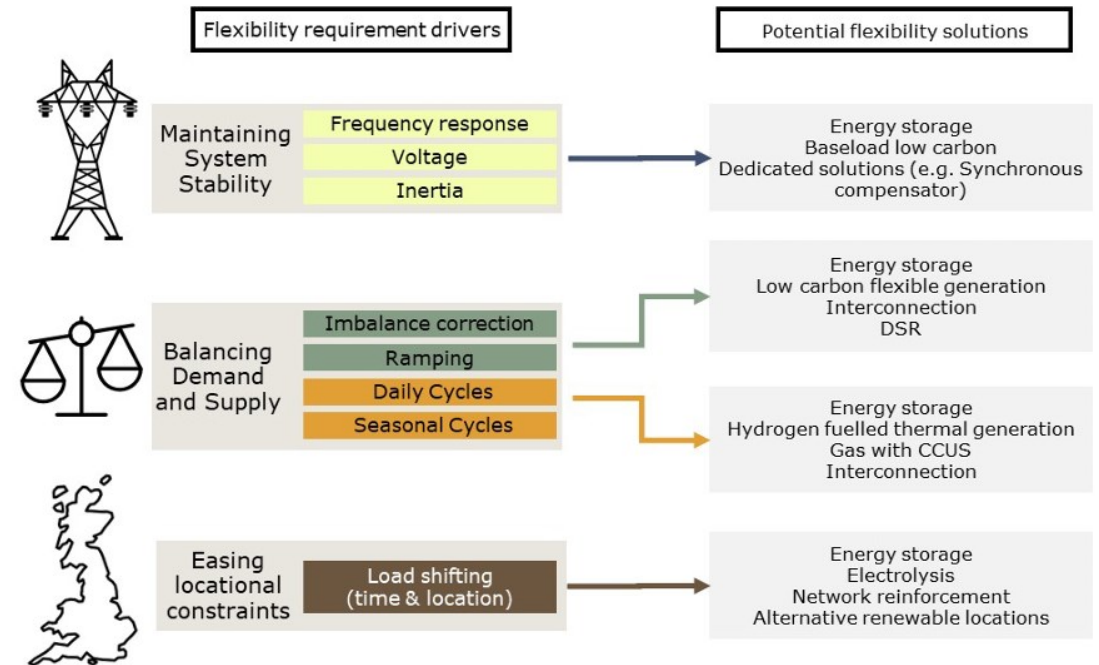 Flexibility requirement drivers
Potential flexibility solutions
Maintaining
System
Stability
Frequency response
Voltage
Inertia
Energy storage
Baseload low carbon
Dedicated solutions (e.g. Synchronous
compensator)
Balancing
Demand
and Supply
Imbalance correction
Ramping
Daily Cycles
Seasonal Cycles
Energy storage
Low carbon flexible generation
Interconnection
DSR
Energy storage
Hydrogen fuelled thermal generation
Gas with CCUS
Interconnection
Easing
locational
constraints
Load shifting
(time & location)
Energy storage
Electrolysis
Network reinforcement
Alternative renewable locations